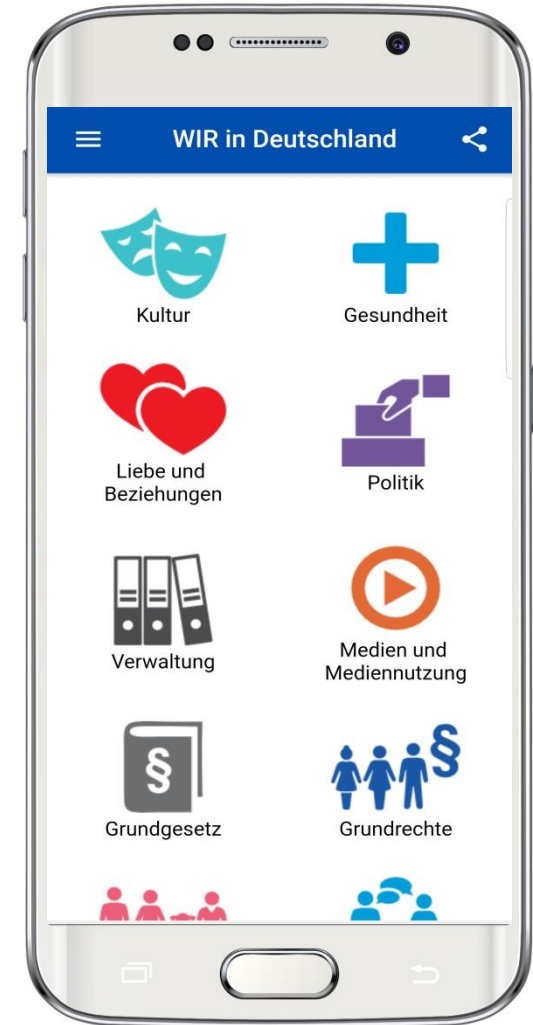 WIR in Deutschland
Kultur
Gesundheit
Liebe und
Beziehungen
Politik
Verwaltung
Medien und
Mediennutzung
§
Grundgesetz
§
Grundrechte